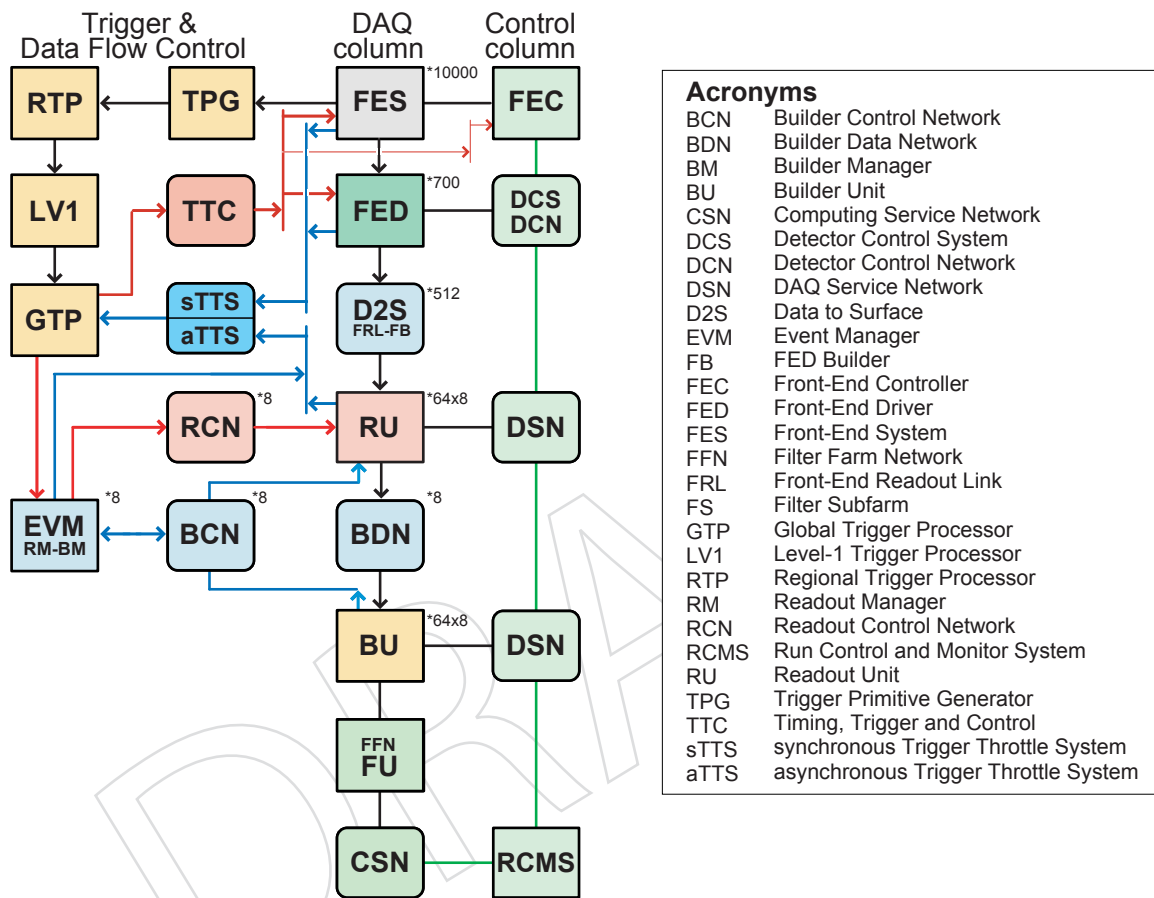 Trigger &
Data Flow Control
DAQ
column
Control
column
RTP
TPG
FES
*10000
FEC
LV1
TTC
FED
*700
DCS
DCN
GTP
sTTS
aTTS
D2S
FRL-FB
*512
RCN
*8
RU
*64x8
DSN
EVM
RM-BM
*8
BCN
*8
BDN
*8
BU
*64x8
DSN
FFN
FU
CSN
RCMS
Acronyms
BCN Builder Control Network
BDN Builder Data Network
BM Builder Manager
BU Builder Unit
CSN Computing Service Network
DCS Detector Control System
DCN Detector Control Network
DSN DAQ Service Network
D2S Data to Surface
EVM Event Manager
FB FED Builder
FEC Front-End Controller
FED Front-End Driver
FES Front-End System
FFN Filter Farm Network
FRL Front-End Readout Link
FS Filter Subfarm
GTP Global Trigger Processor
LV1 Level-1 Trigger Processor
RTP Regional Trigger Processor
RM Readout Manager
RCN Readout Control Network
RCMS Run Control and Monitor System
RU Readout Unit
TPG Trigger Primitive Generator
TTC Timing, Trigger and Control
sTTS synchronous Trigger Throttle System
aTTS asynchronous Trigger Throttle System
DRA